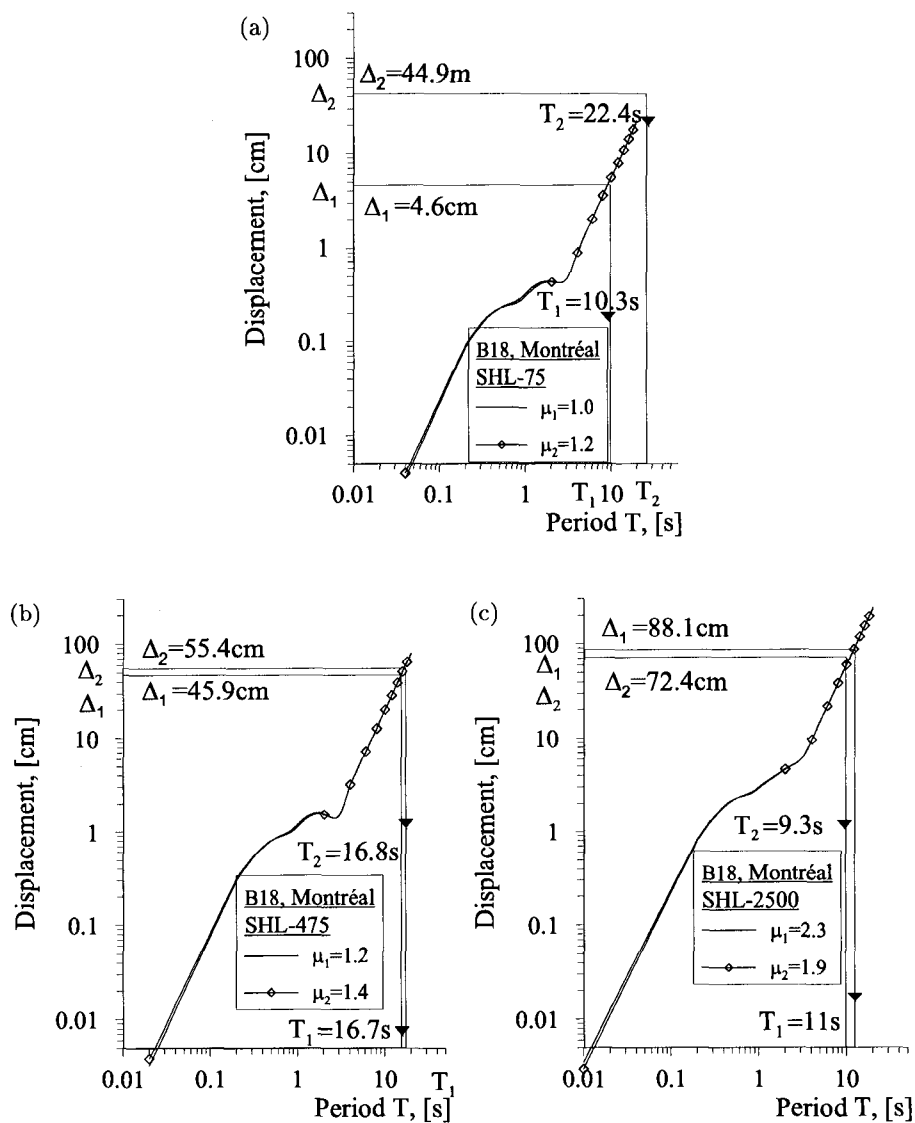 (a)
100
Δ₂=44.9m
Δ₂
T₂=22.4s
10
Δ₁
Δ₁=4.6cm
1
T₁=10.3s
0.1
B18, Montréal
SHL-75
μ₁=1.0
μ₂=1.2
0.01
Displacement, [cm]
0.01 0.1 1 T₁ 10 T₂
Period T, [s]
(b)
100
Δ₂=55.4cm
Δ₂
Δ₁=45.9cm
Δ₁
10
1
T₂=16.8s
0.1
B18, Montréal
SHL-475
μ₁=1.2
μ₂=1.4
0.01
T₁=16.7s
Displacement, [cm]
0.01 0.1 1 10 T₁
Period T, [s]
(c)
Δ₁=88.1cm
100
Δ₁
Δ₂=72.4cm
Δ₂
10
1
T₂=9.3s
0.1
B18, Montréal
SHL-2500
μ₁=2.3
μ₂=1.9
0.01
T₁=11s
Displacement, [cm]
0.01 0.1 1 10
Period T, [s]